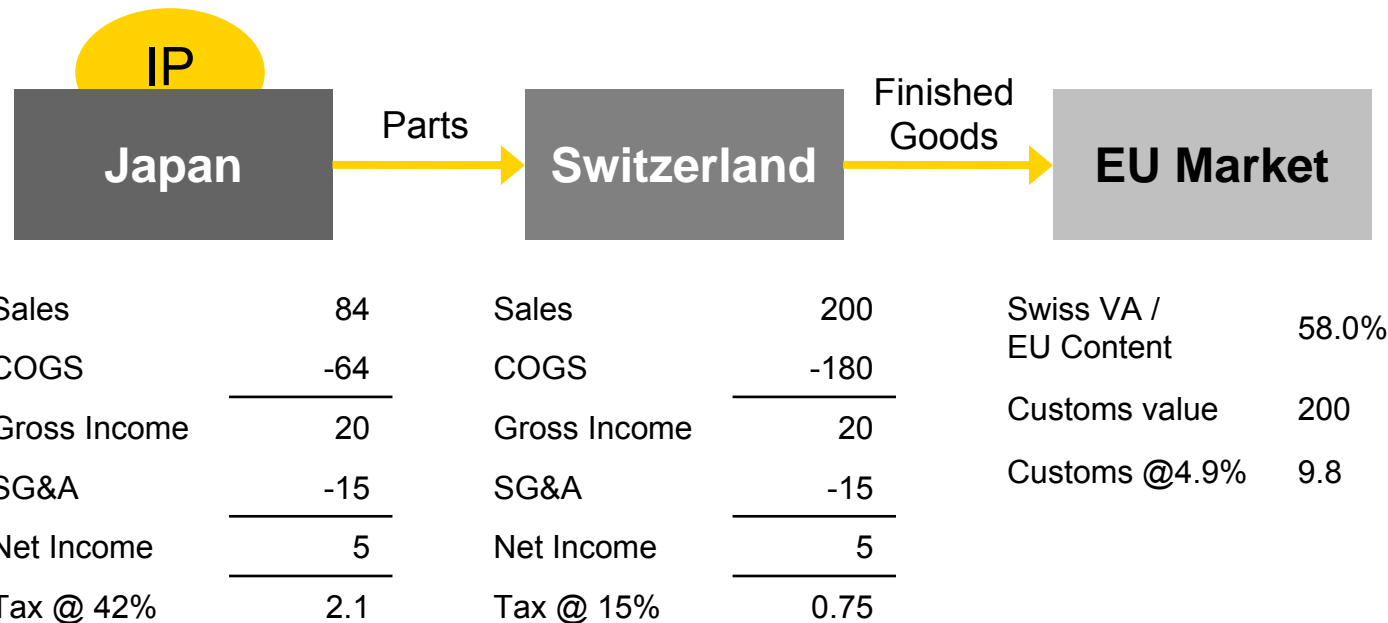 IP
Japan
Parts
Switzerland
Finished
Goods
EU Market
Sales 84
COGS -64
Gross Income 20
SG&A -15
Net Income 5
Tax @ 42% 2.1
Sales 200
COGS -180
Gross Income 20
SG&A -15
Net Income 5
Tax @ 15% 0.75
Swiss VA /
EU Content 58.0%
Customs value 200
Customs @4.9% 9.8